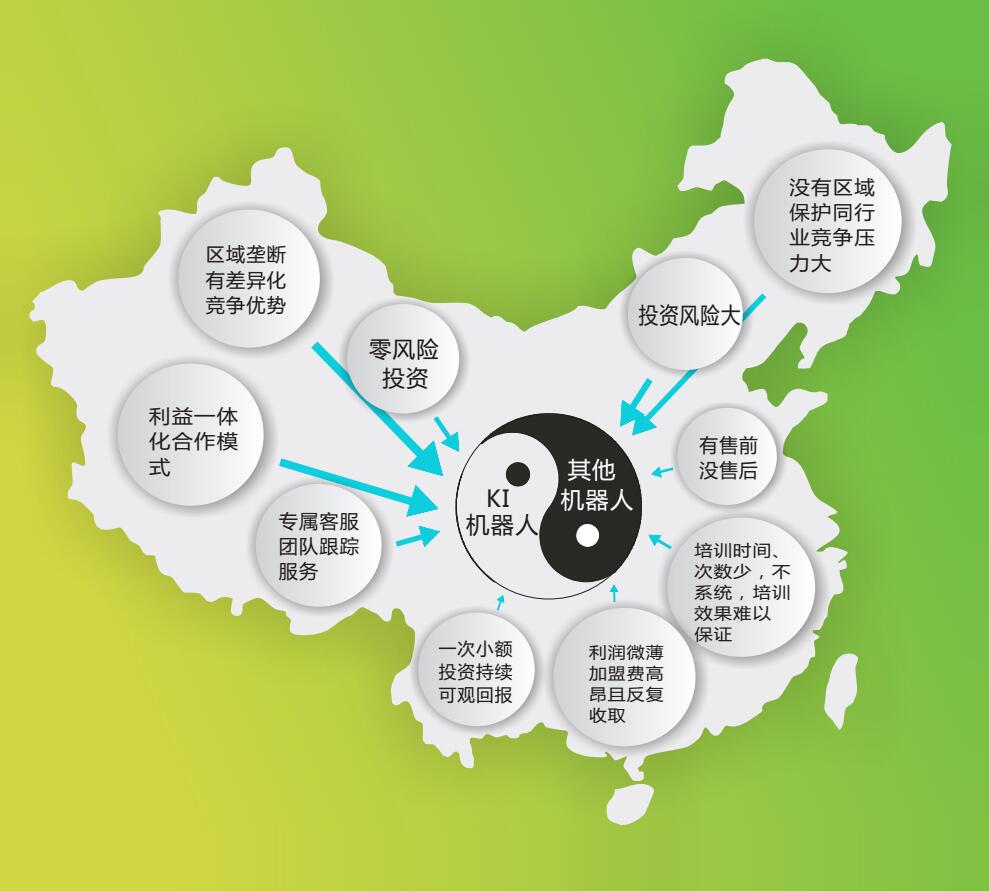 没有区域
保护同行
业竞争压
力大
区域垄断
有差异化
竞争优势
投资风险大
零风险
投资
利益一体
化合作模
式
有售前
没售后
其他
机器人
KI
机器人
专属客服
团队跟踪
服务
培训时间、
次数少，不
系统，培训
效果难以
保证
一次小额
投资持续
可观回报
利润微薄
加盟费高
昂且反复
收取